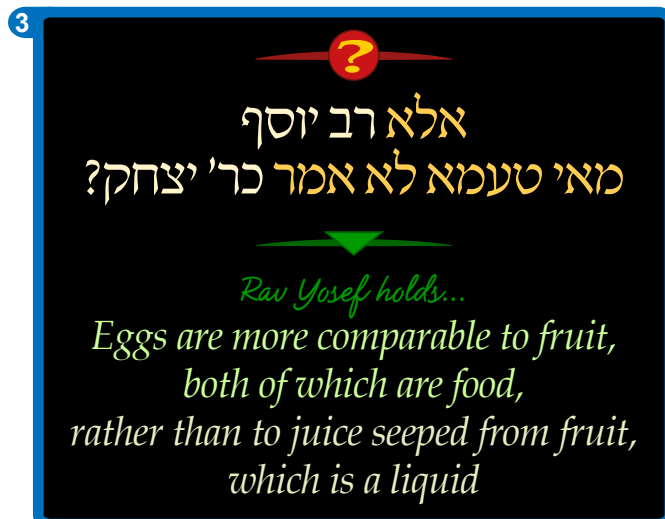 3
?
אלא רב יוסף
מאי טעמא לא אמר כר' יצחק?
Rav Yosef holds...
Eggs are more comparable to fruit,
both of which are food,
rather than to juice seeped from fruit,
which is a liquid